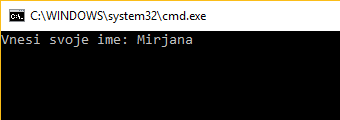 C:\WINDOWS\system32\cmd.exe
Vnesi svoje ime: Mirjana